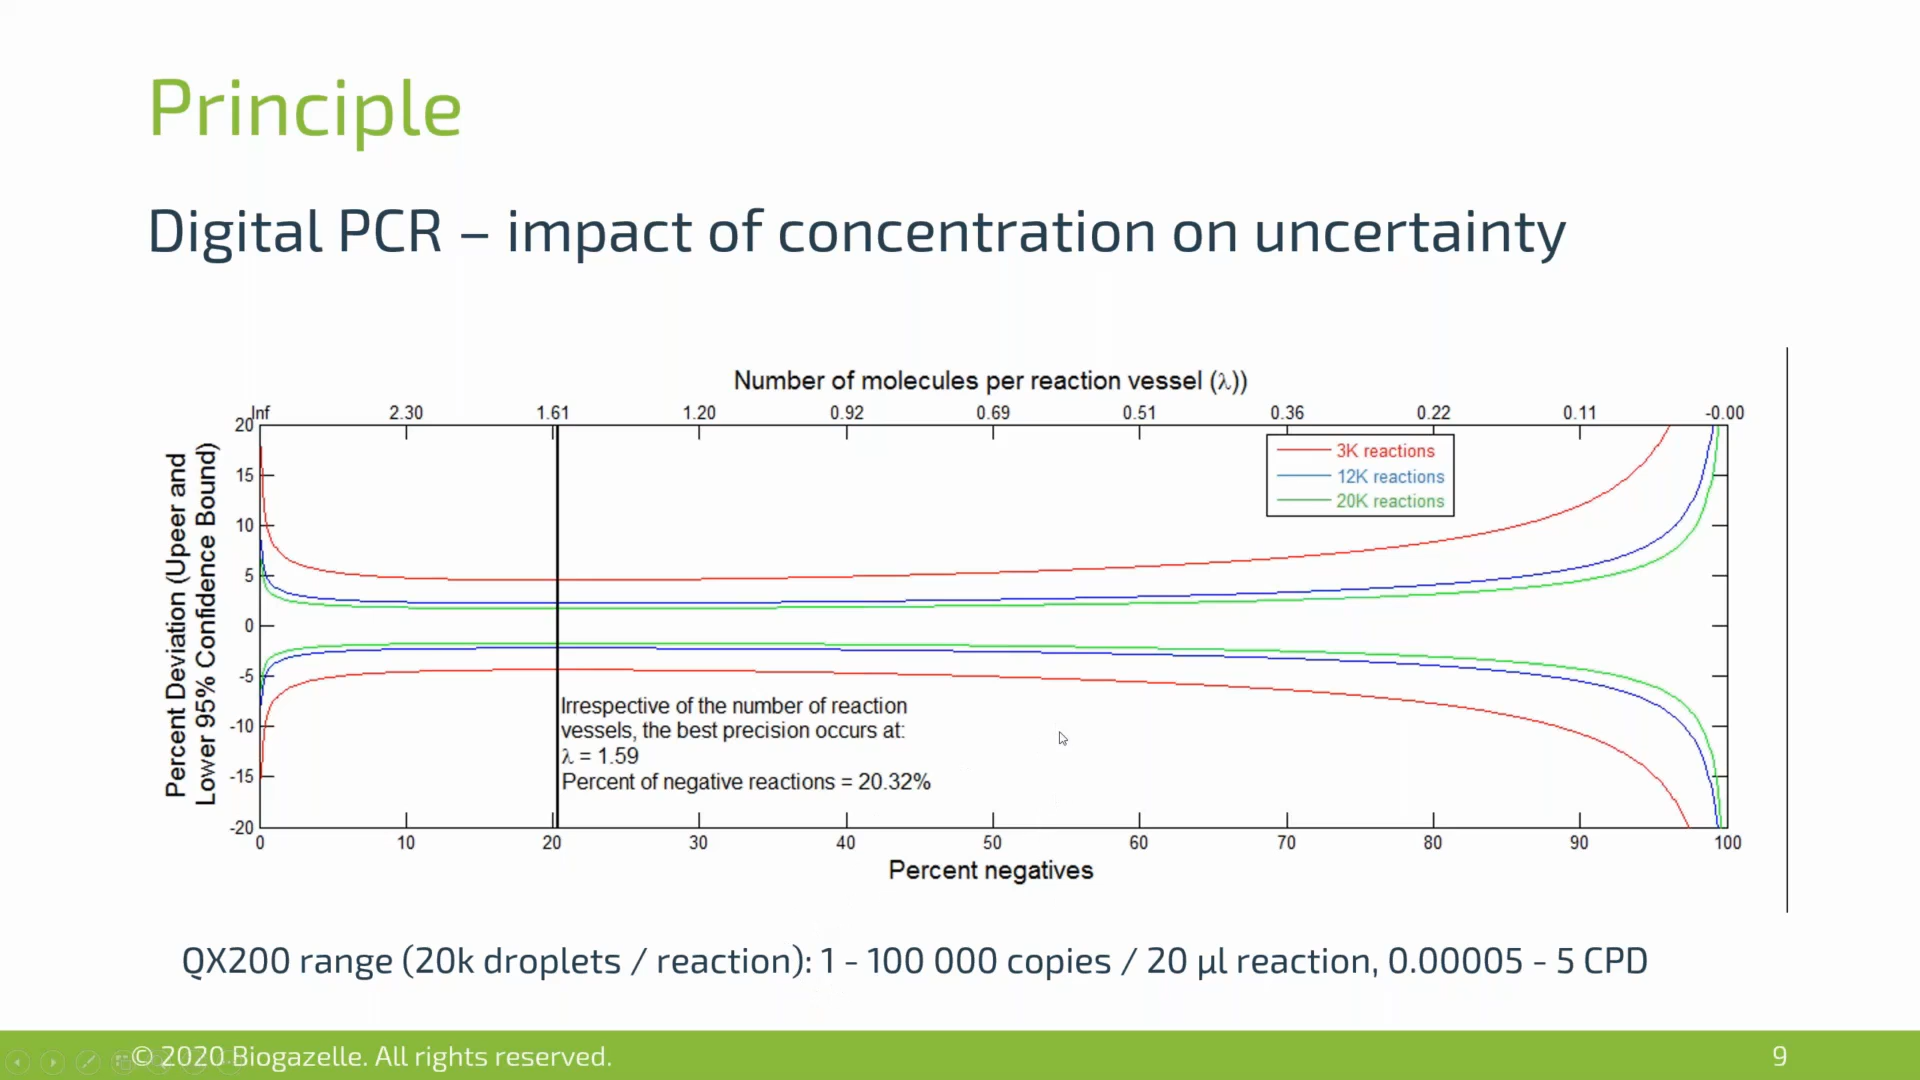 Principle
Digital PCR – impact of concentration on uncertainty
Number of molecules per reaction vessel (λ))
Inf 2.30 1.61 1.20 0.92 0.69 0.51 0.36 0.22 0.11 -0.00
3K reactions
12K reactions
20K reactions
Percent Deviation (Upeer and
Lower 95% Confidence Bound)
20
15
10
5
0
-5
-10
-15
-20
Irrespective of the number of reaction
vessels, the best precision occurs at:
λ = 1.59
Percent of negative reactions = 20.32%
0 10 20 30 40 50 60 70 80 90 100
Percent negatives
QX200 range (20k droplets / reaction): 1 - 100 000 copies / 20 µl reaction, 0.00005 - 5 CPD
© 2020 Biogazelle. All rights reserved.
9